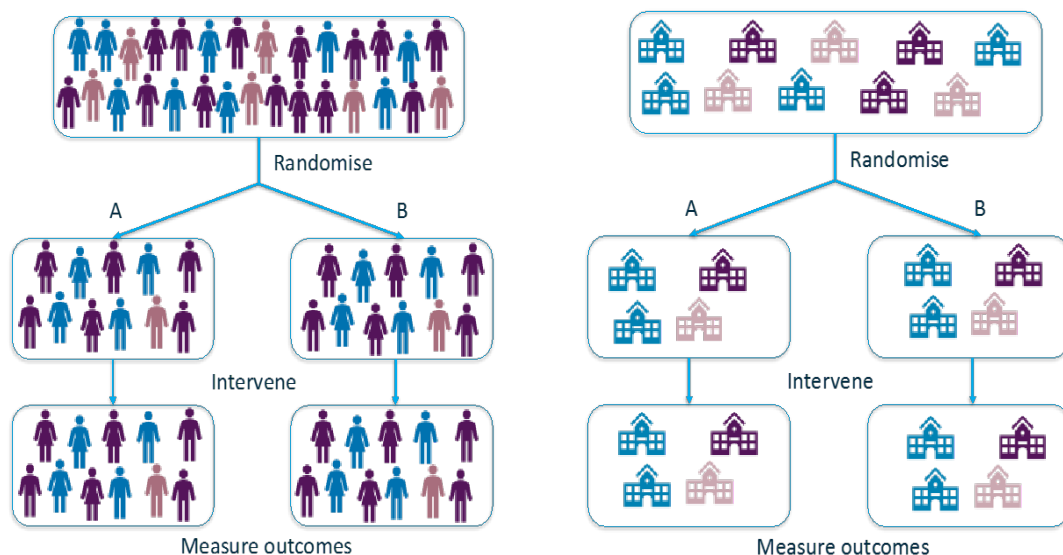 Randomise
A
B
Intervene
Measure outcomes
Randomise
A
B
Intervene
Measure outcomes